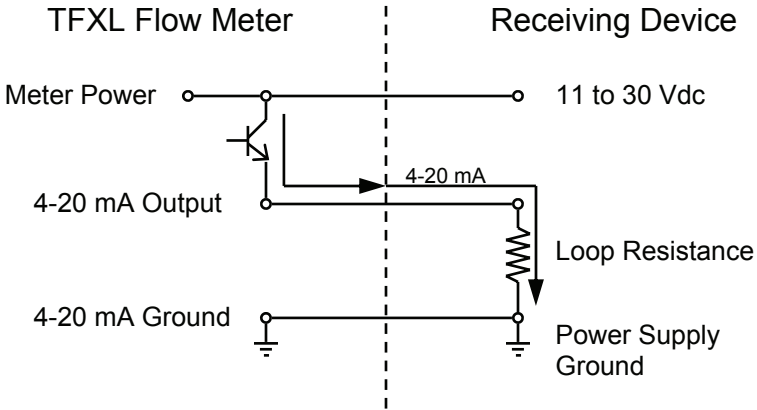 TFXL Flow Meter
Receiving Device
Meter Power
11 to 30 Vdc
4-20 mA
4-20 mA Output
Loop Resistance
4-20 mA Ground
Power Supply
Ground